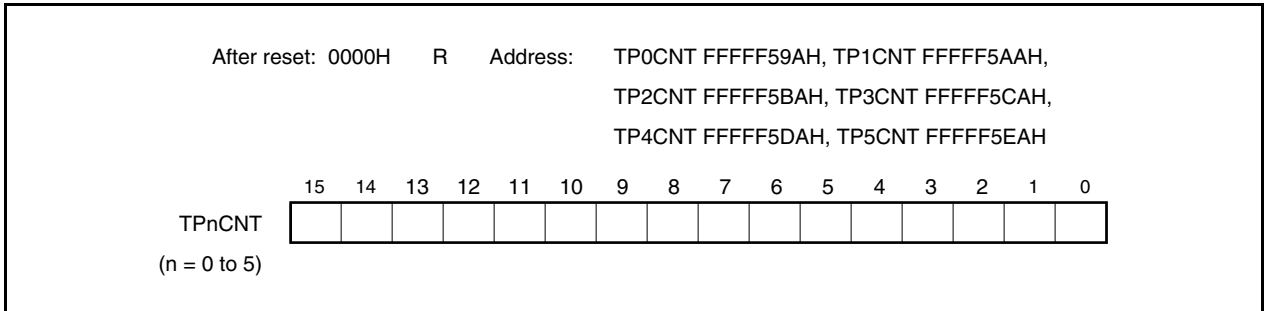 After reset: 0000H R Address: TP0CNT FFFFF59AH, TP1CNT FFFFF5AAH,
TP2CNT FFFFF5BAH, TP3CNT FFFFF5CAH,
TP4CNT FFFFF5DAH, TP5CNT FFFFF5EAH
15 14 13 12 11 10 9 8 7 6 5 4 3 2 1 0
TPnCNT
(n = 0 to 5)